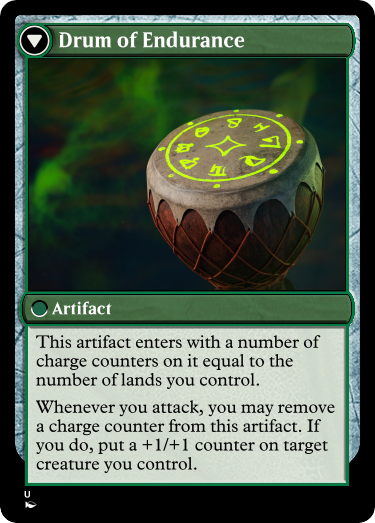 Drum of Endurance
Artifact
This artifact enters with a number of
charge counters on it equal to the
number of lands you control.
Whenever you attack, you may remove
a charge counter from this artifact. If
you do, put a +1/+1 counter on target
creature you control.
U